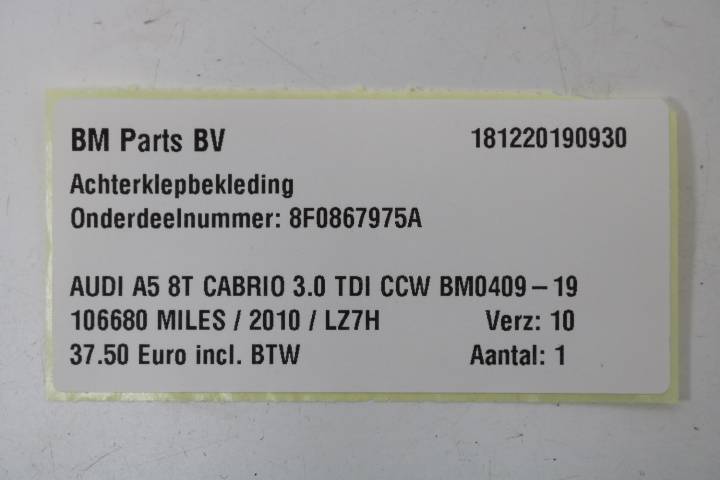 BM Parts BV 181220190930
Achterklepbekleding
Onderdeelnummer: 8F0867975A
AUDI A5 8T CABRIO 3.0 TDI CCW BM0409 – 19
106680 MILES / 2010 / LZ7H Verz: 10
37.50 Euro incl. BTW Aantal: 1